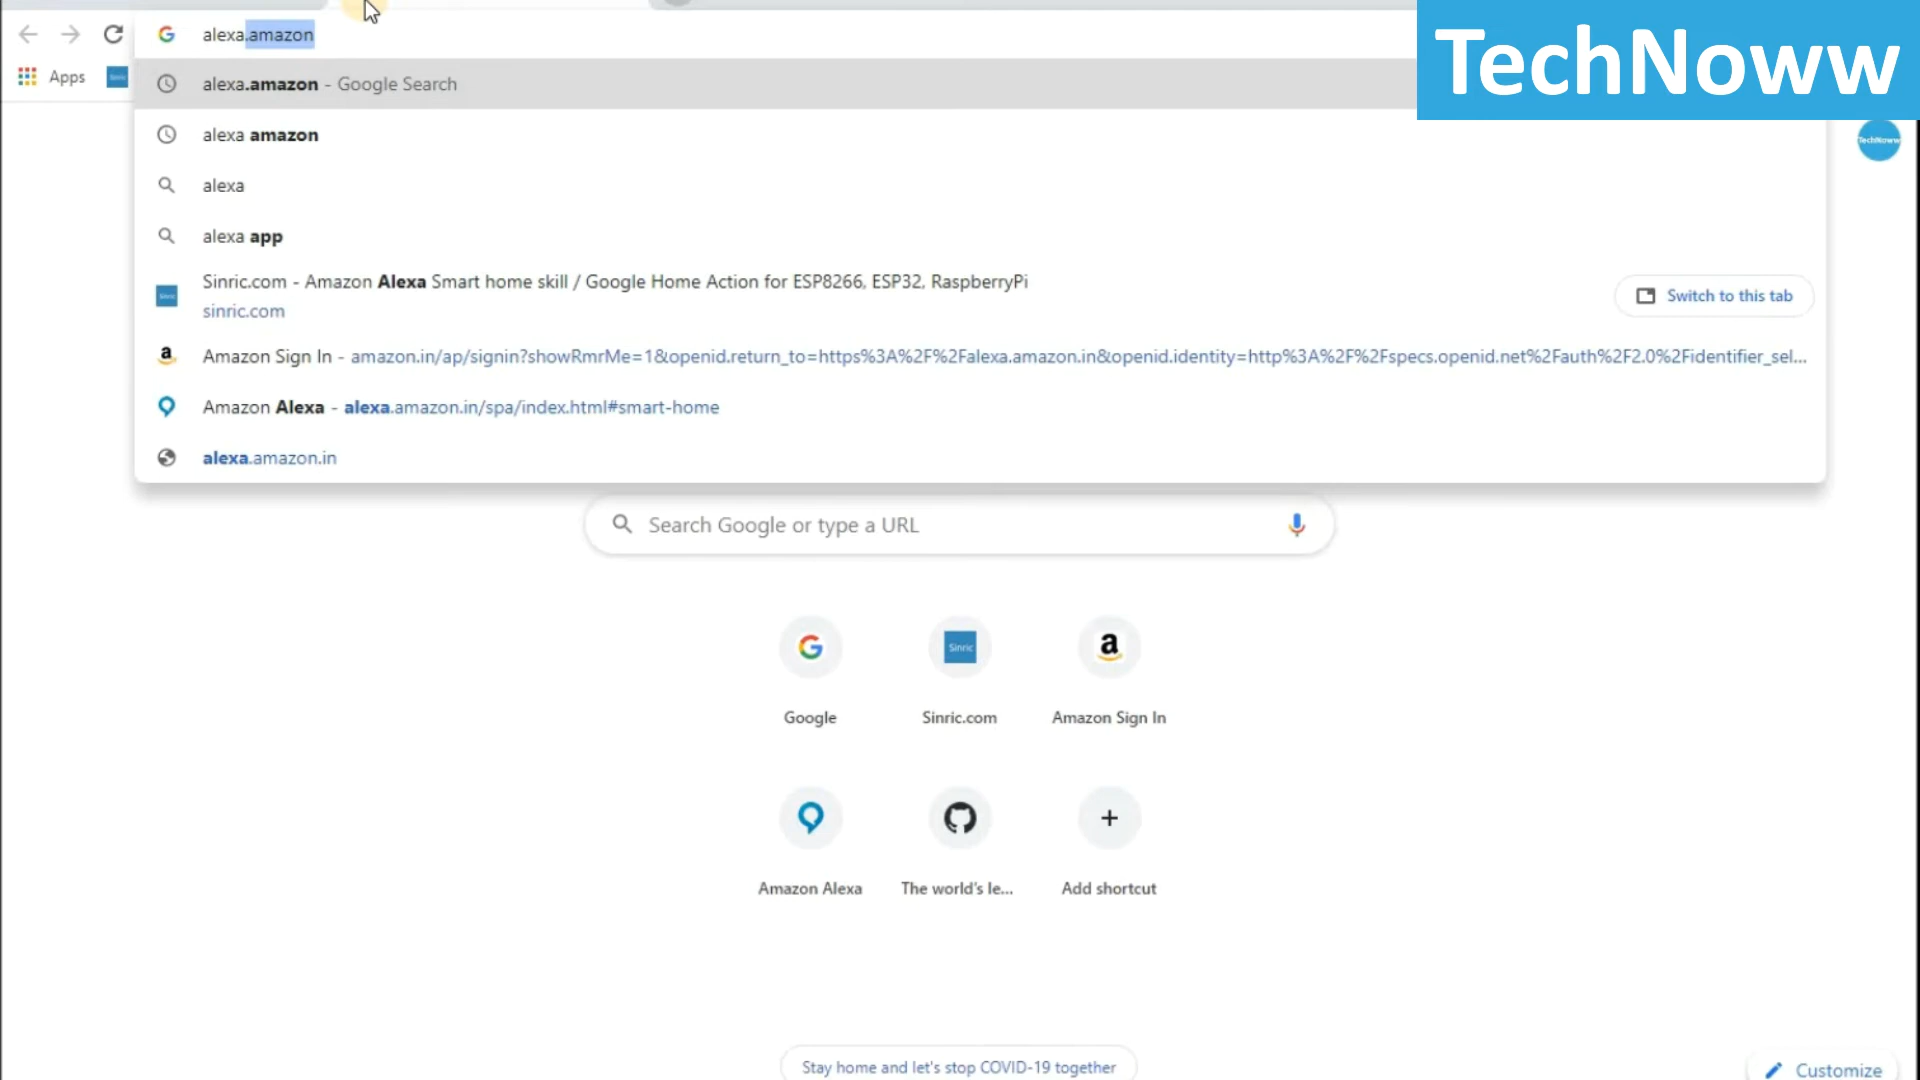 alexa.amazon
TechNoww
Apps
alexa.amazon - Google Search
alexa amazon
TechNoww
alexa
alexa app
Sinric.com - Amazon Alexa Smart home skill / Google Home Action for ESP8266, ESP32, RaspberryPi
sinric.com
Switch to this tab
Amazon Sign In - amazon.in/ap/signin?showRmrMe=1&openid.return_to=https%3A%2F%2Falexa.amazon.in&openid.identity=http%3A%2F%2Fspecs.openid.net%2Fauth%2F2.0%2Fidentifier_sel...
Amazon Alexa - alexa.amazon.in/spa/index.html#smart-home
alexa.amazon.in
Search Google or type a URL
Sinric
Google Sinric.com Amazon Sign In
Amazon Alexa The world's le... Add shortcut
Stay home and let's stop COVID-19 together
Customize